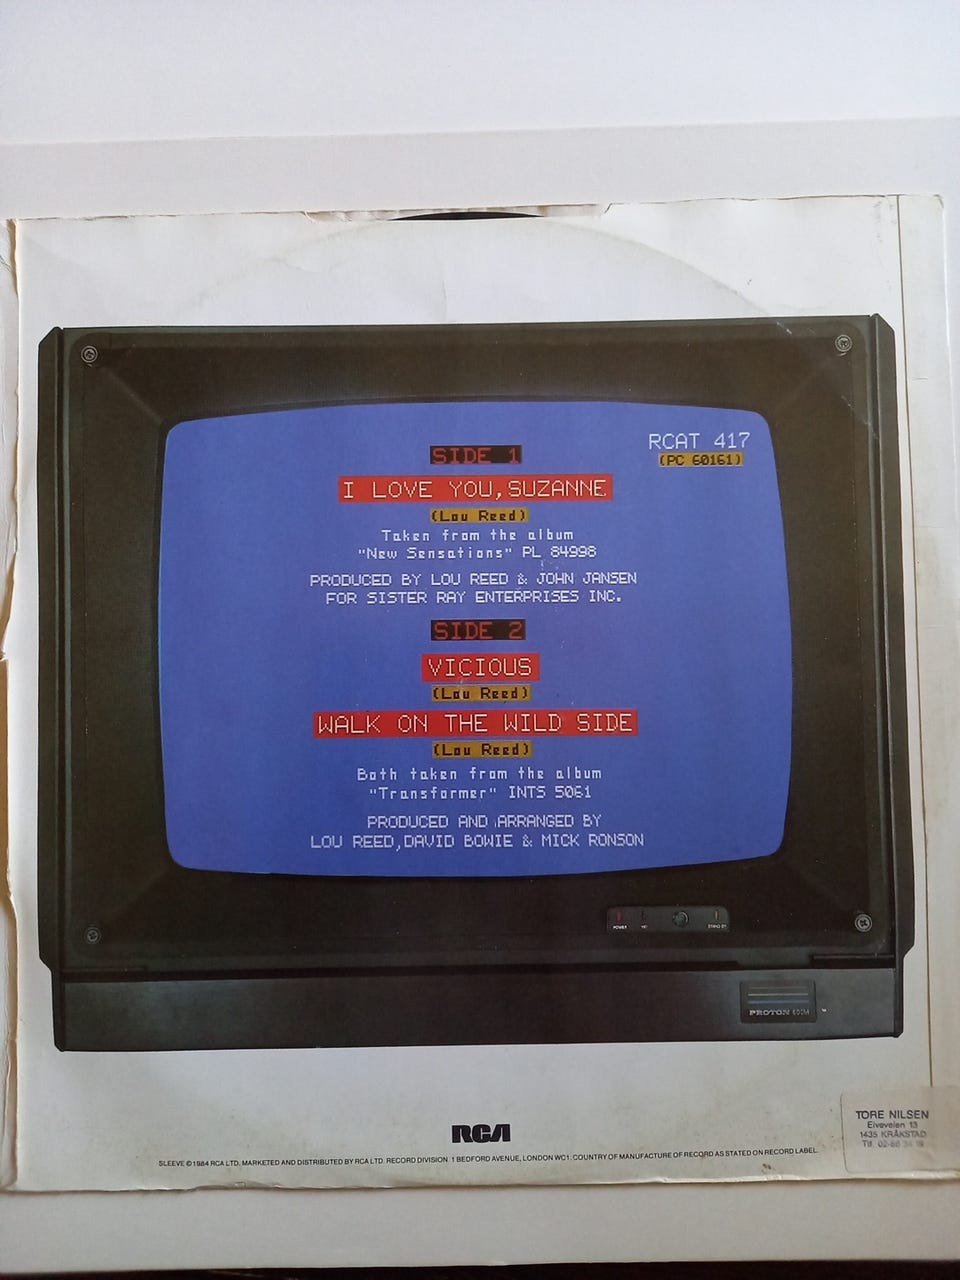 RCAT 417
(PC 60161)
SIDE 1
I LOVE YOU,SUZANNE
(Lou Reed)
Taken from the album
"New Sensations" PL 84998
PRODUCED BY LOU REED & JOHN JANSEN
FOR SISTER RAY ENTERPRISES INC.
SIDE 2
VICIOUS
(Lou Reed)
WALK ON THE WILD SIDE
(Lou Reed)
Both taken from the album
"Transformer" INTS 5061
PRODUCED AND ARRANGED BY
LOU REED,DAVID BOWIE & MICK RONSON
POWER
STAND BY
PROTON
RCA
SLEEVE ©1984 RCA LTD. MARKETED AND DISTRIBUTED BY RCA LTD. RECORD DIVISION. 1 BEDFORD AVENUE, LONDON WC1. COUNTRY OF MANUFACTURE OF RECORD AS STATED ON RECORD LABEL.
TORE NILSEN
Eiveveien 13
1435 KRÅKSTAD
Tlf.